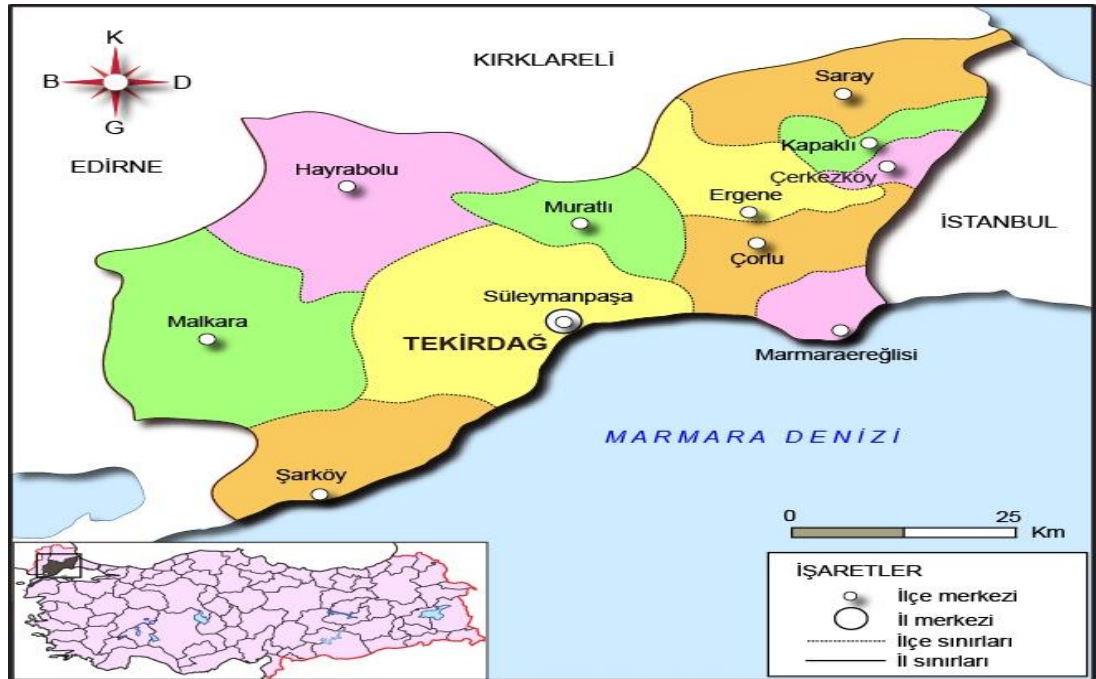 K
B D
G
KIRKLARELİ
EDİRNE
İSTANBUL
Saray
Kapaklı
Çerkezköy
Hayrabolu
Muratlı
Ergene
Çorlu
Süleymanpaşa
TEKİRDAĞ
Malkara
Marmaraereğlisi
MARMARA DENİZİ
Şarköy
0 25
Km
İŞARETLER
İlçe merkezi
İl merkezi
İlçe sınırları
İl sınırları